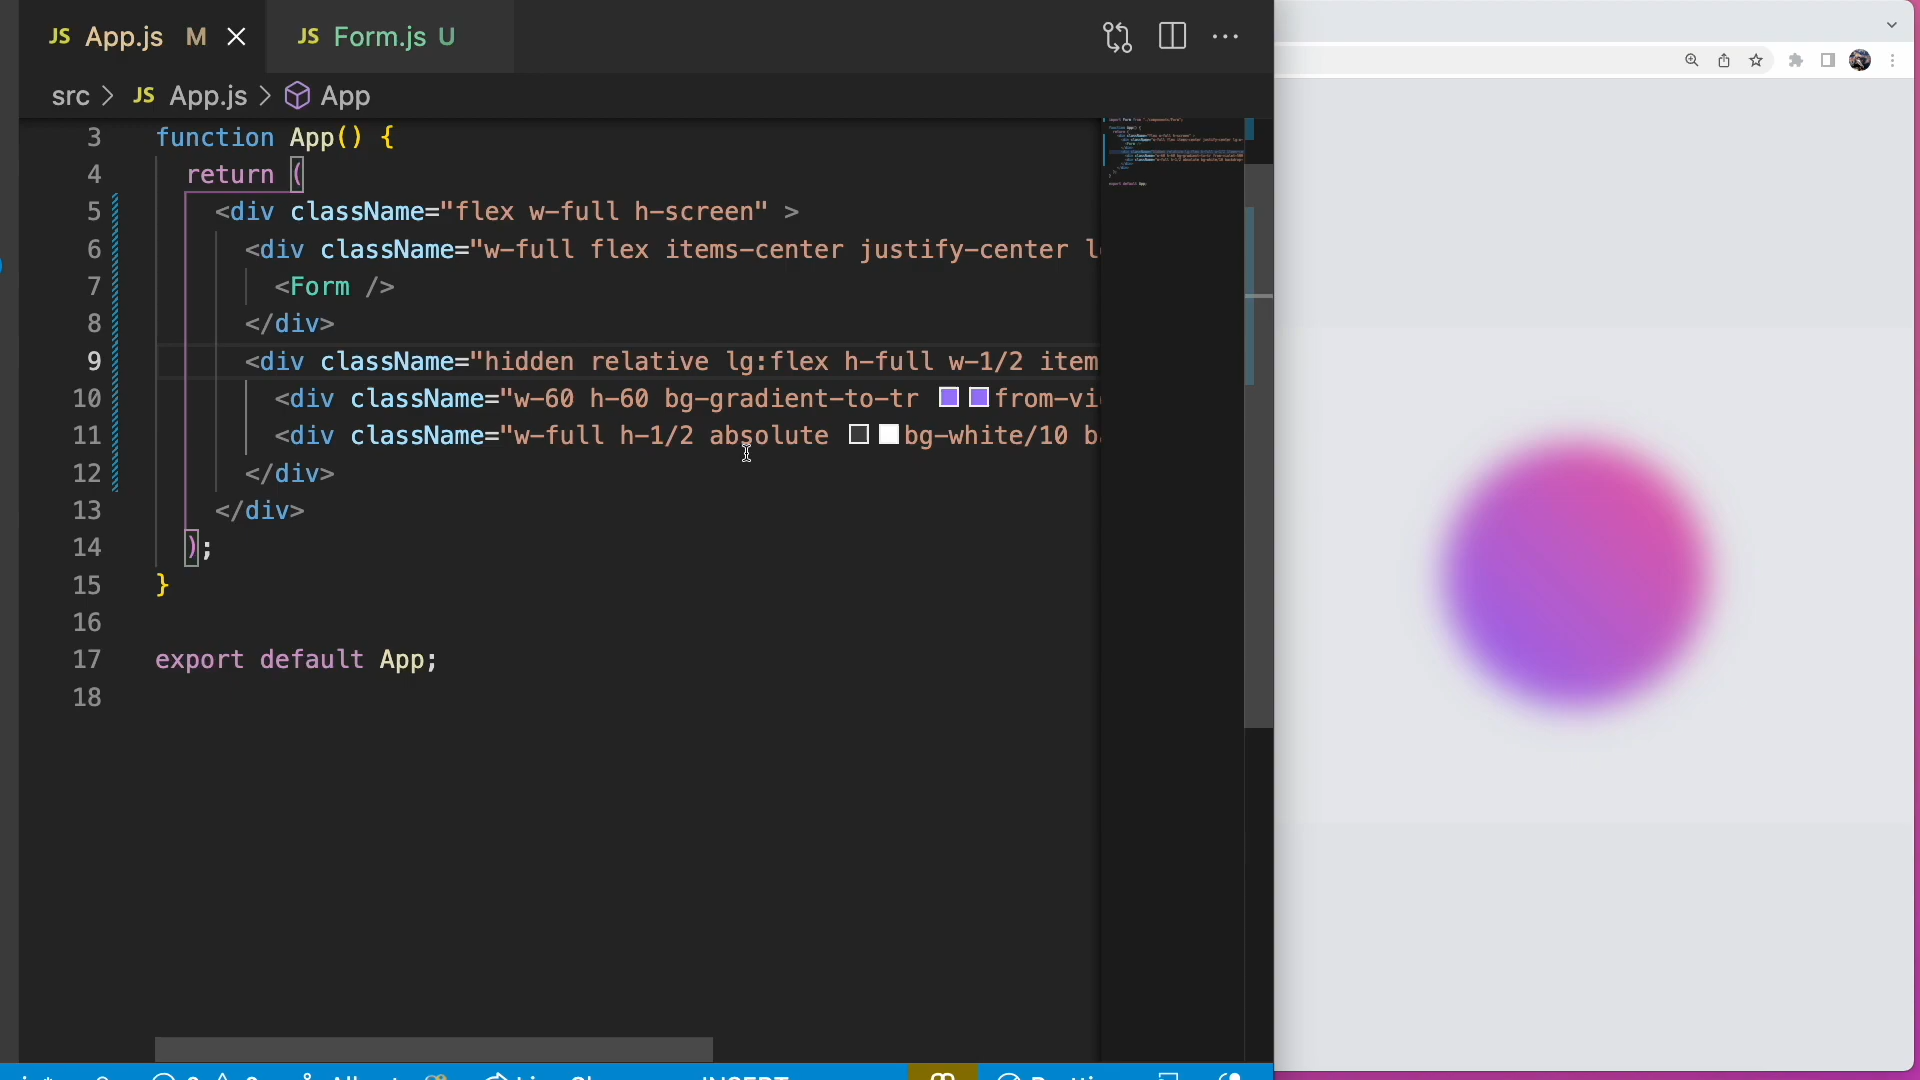 JS App.js M
JS Form.js U
src > JS App.js > App
3 function App() {
4 return (
5 <div className="flex w-full h-screen" >
6 <div className="w-full flex items-center justify-center l
7 <Form />
8 </div>
9 <div className="hidden relative lg:flex h-full w-1/2 item
10 <div className="w-60 h-60 bg-gradient-to-tr from-vi
11 <div className="w-full h-1/2 absolute bg-white/10 b
12 </div>
13 </div>
14 );
15 }
16
17 export default App;
18